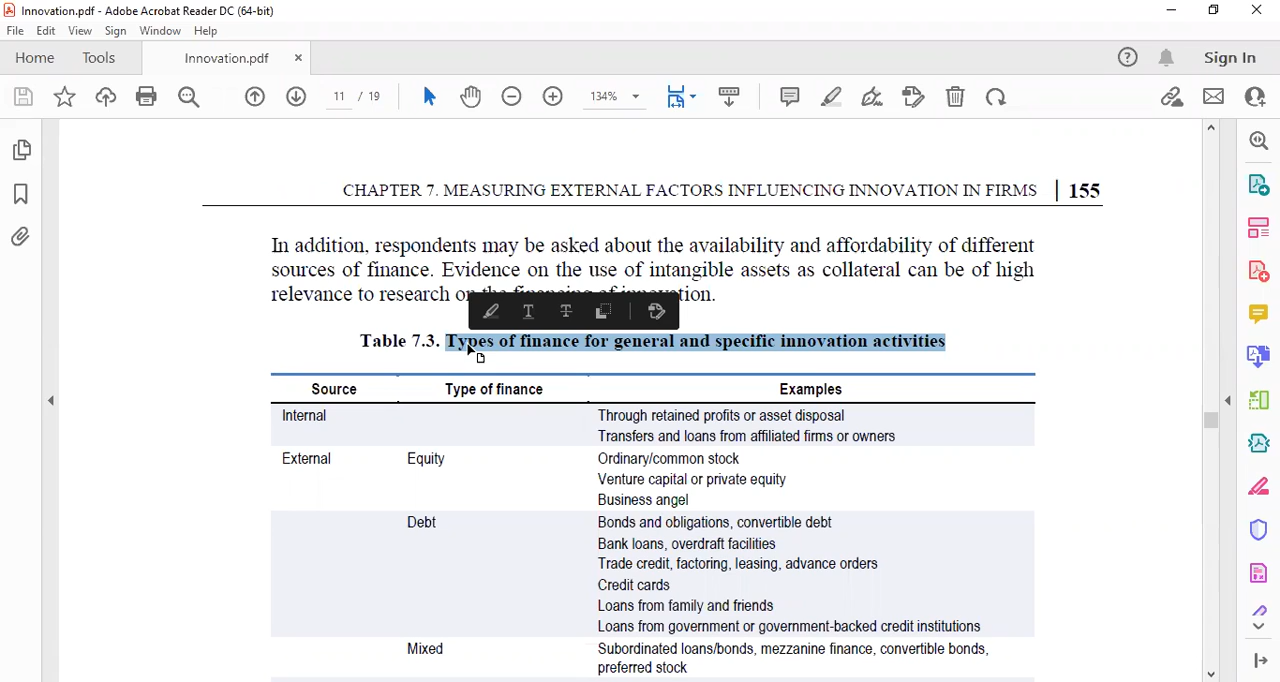 Innovation.pdf - Adobe Acrobat Reader DC (64-bit)
File Edit View Sign Window Help
Home Tools Innovation.pdf Sign In
11 / 19 134%
CHAPTER 7. MEASURING EXTERNAL FACTORS INFLUENCING INNOVATION IN FIRMS | 155
In addition, respondents may be asked about the availability and affordability of different
sources of finance. Evidence on the use of intangible assets as collateral can be of high
relevance to research on the financing of innovation.
Table 7.3. Types of finance for general and specific innovation activities
Source Type of finance Examples
Internal Through retained profits or asset disposal
Transfers and loans from affiliated firms or owners
External Equity Ordinary/common stock
Venture capital or private equity
Business angel
Debt Bonds and obligations, convertible debt
Bank loans, overdraft facilities
Trade credit, factoring, leasing, advance orders
Credit cards
Loans from family and friends
Loans from government or government-backed credit institutions
Mixed Subordinated loans/bonds, mezzanine finance, convertible bonds,
preferred stock